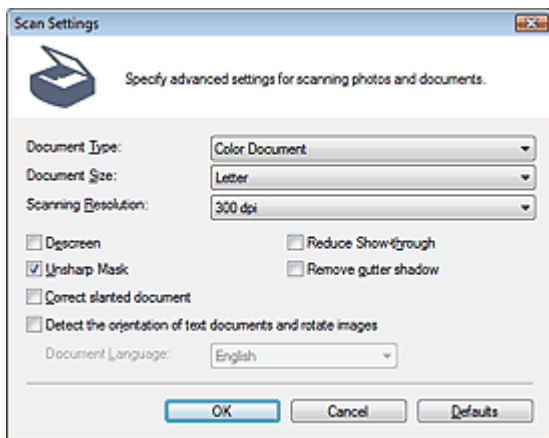 Scan Settings
Specify advanced settings for scanning photos and documents.
Document Type: Color Document
Document Size: Letter
Scanning Resolution: 300 dpi
Descreen Reduce Show-through
Unsharp Mask Remove gutter shadow
Correct slanted document
Detect the orientation of text documents and rotate images
Document Language: English
OK Cancel Defaults